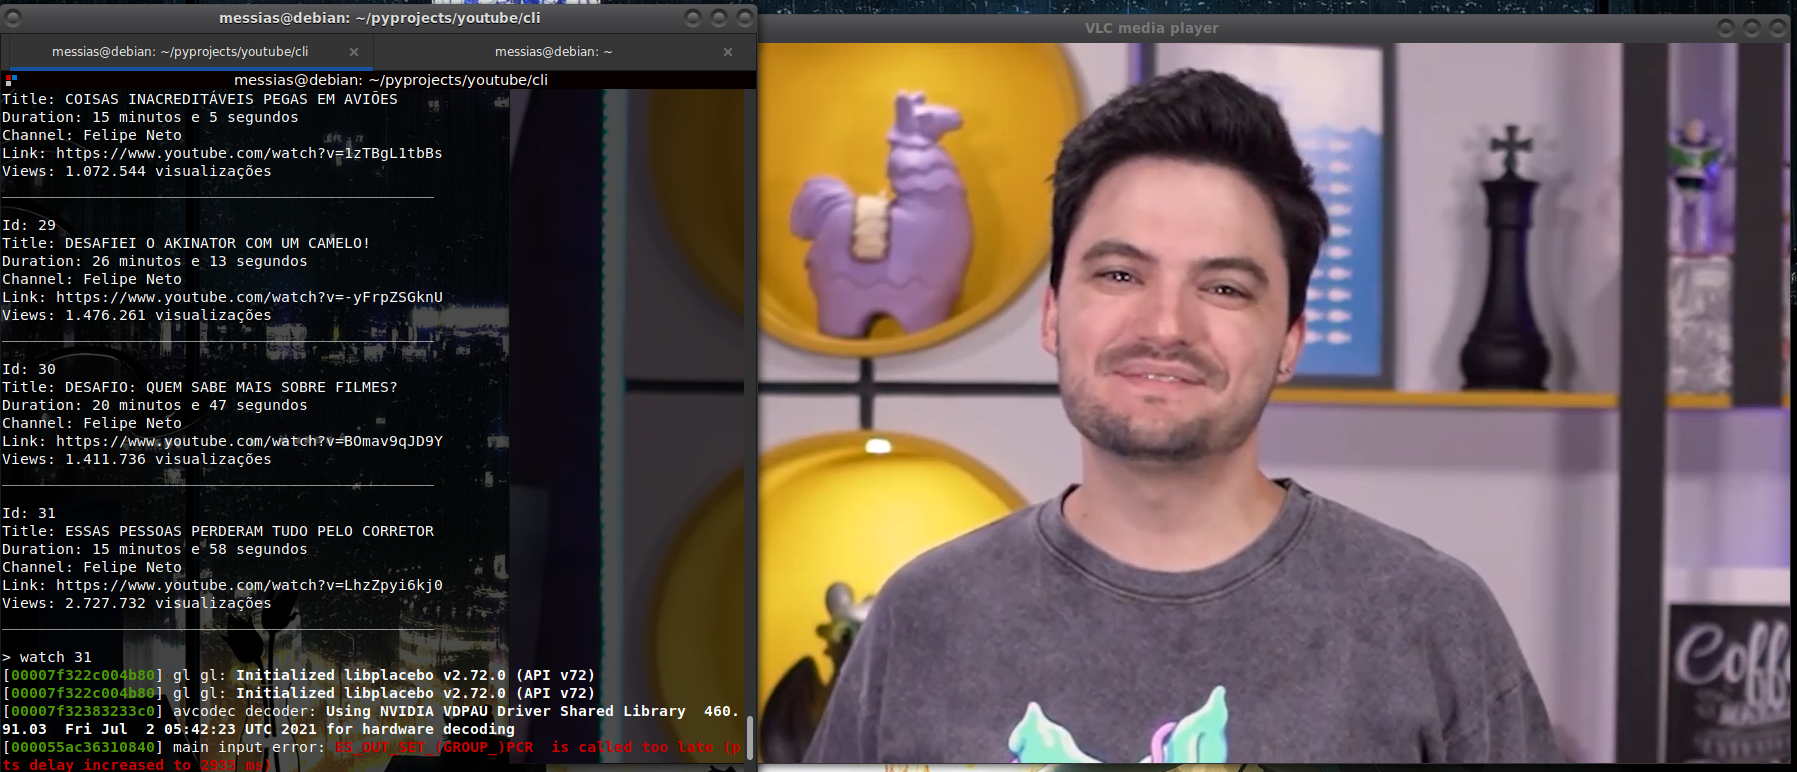 messias@debian: ~/pyprojects/youtube/cli
VLC media player
messias@debian: ~/pyprojects/youtube/cli
messias@debian: ~
messias@debian: ~/pyprojects/youtube/cli
Title: COISAS INACREDITÁVEIS PEGAS EM AVIÕES
Duration: 15 minutos e 5 segundos
Channel: Felipe Neto
Link: https://www.youtube.com/watch?v=1zTBgL1tbBs
Views: 1.072.544 visualizações
Id: 29
Title: DESAFIEI O AKINATOR COM UM CAMELO!
Duration: 26 minutos e 13 segundos
Channel: Felipe Neto
Link: https://www.youtube.com/watch?v=-yFrpZSGknU
Views: 1.476.261 visualizações
Id: 30
Title: DESAFIO: QUEM SABE MAIS SOBRE FILMES?
Duration: 20 minutos e 47 segundos
Channel: Felipe Neto
Link: https://www.youtube.com/watch?v=BOmav9qJD9Y
Views: 1.411.736 visualizações
Id: 31
Title: ESSAS PESSOAS PERDERAM TUDO PELO CORRETOR
Duration: 15 minutos e 58 segundos
Channel: Felipe Neto
Link: https://www.youtube.com/watch?v=LhzZpyi6kj0
Views: 2.727.732 visualizações
> watch 31
[00007f322c004b80] gl gl: Initialized libplacebo v2.72.0 (API v72)
[00007f322c004b80] gl gl: Initialized libplacebo v2.72.0 (API v72)
[00007f32383233c0] avcodec decoder: Using NVIDIA VDPAU Driver Shared Library  460.
91.03  Fri Jul  2 05:42:23 UTC 2021 for hardware decoding
[000055ac36310840] main input error: ES_OUT_SET_(GROUP_)PCR  is called too late (p
ts delay increased to 2935 ms)
Coff